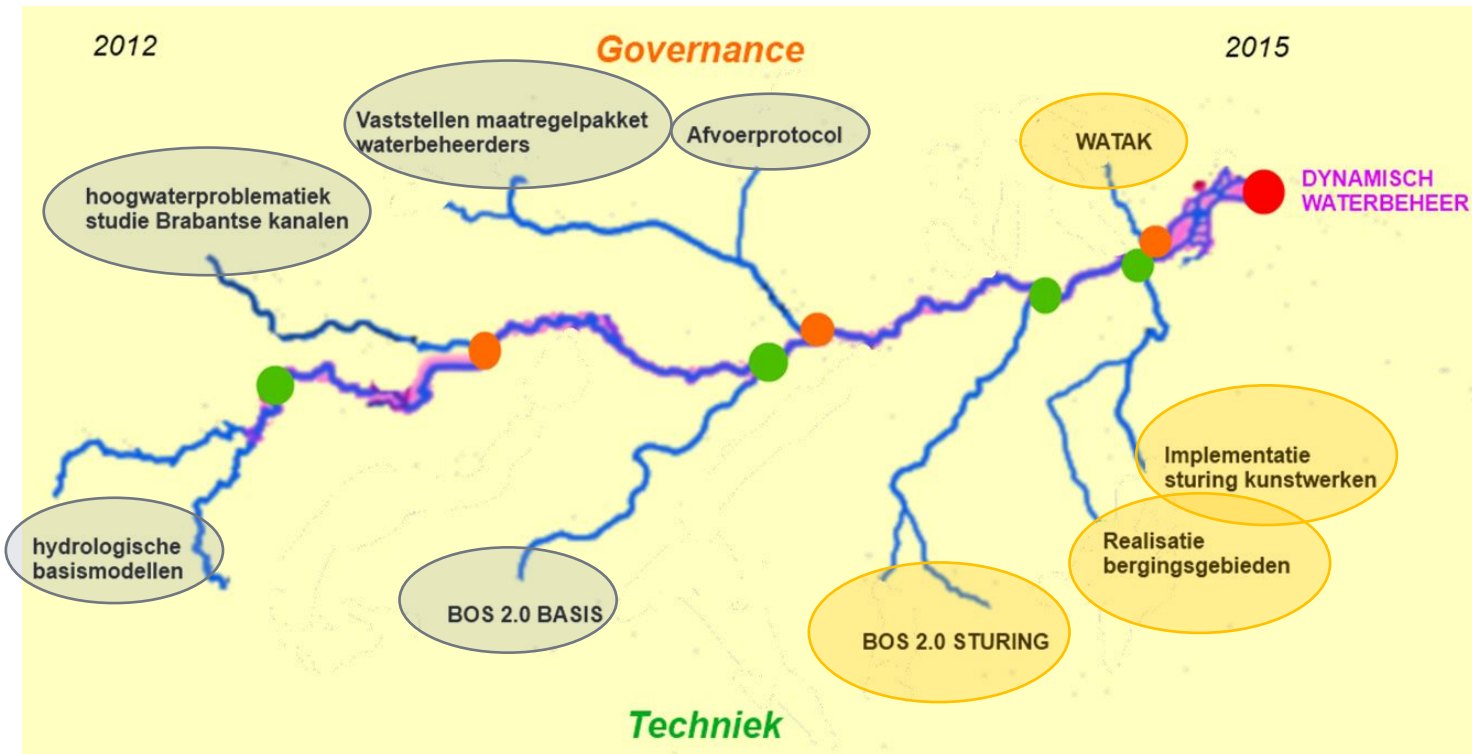 2012
Governance
2015
Vaststellen maatregelpakket
waterbeheerders
Afvoerprotocol
WATAK
DYNAMISCH
WATERBEHEER
hoogwaterproblematiek
studie Brabantse kanalen
Implementatie
sturing kunstwerken
hydrologische
basismodellen
Realisatie
bergingsgebieden
BOS 2.0 BASIS
BOS 2.0 STURING
Techniek